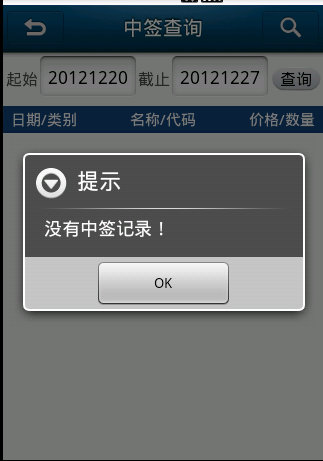 中签查询
起始 20121220 截止 20121227 查询
日期/类别 名称/代码 价格/数量
提示
没有中签记录！
OK